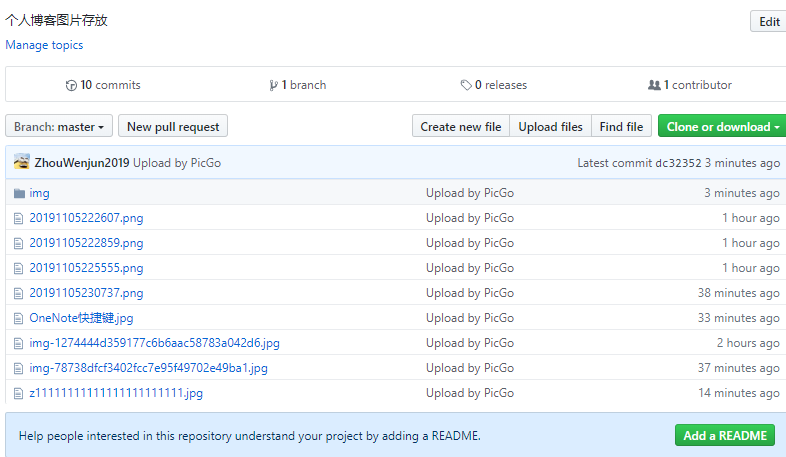 个人博客图片存放
Edit
Manage topics
10 commits 1 branch 0 releases 1 contributor
Branch: master New pull request Create new file Upload files Find file Clone or download
ZhouWenjun2019 Upload by PicGo Latest commit dc32352 3 minutes ago
img Upload by PicGo 3 minutes ago
20191105222607.png Upload by PicGo 1 hour ago
20191105222859.png Upload by PicGo 1 hour ago
20191105225555.png Upload by PicGo 1 hour ago
20191105230737.png Upload by PicGo 38 minutes ago
OneNote快捷键.jpg Upload by PicGo 33 minutes ago
img-1274444d359177c6b6aac58783a042d6.jpg Upload by PicGo 2 hours ago
img-78738dfcf3402fcc7e95f49702e49ba1.jpg Upload by PicGo 37 minutes ago
z11111111111111111111111.jpg Upload by PicGo 14 minutes ago
Help people interested in this repository understand your project by adding a README. Add a README